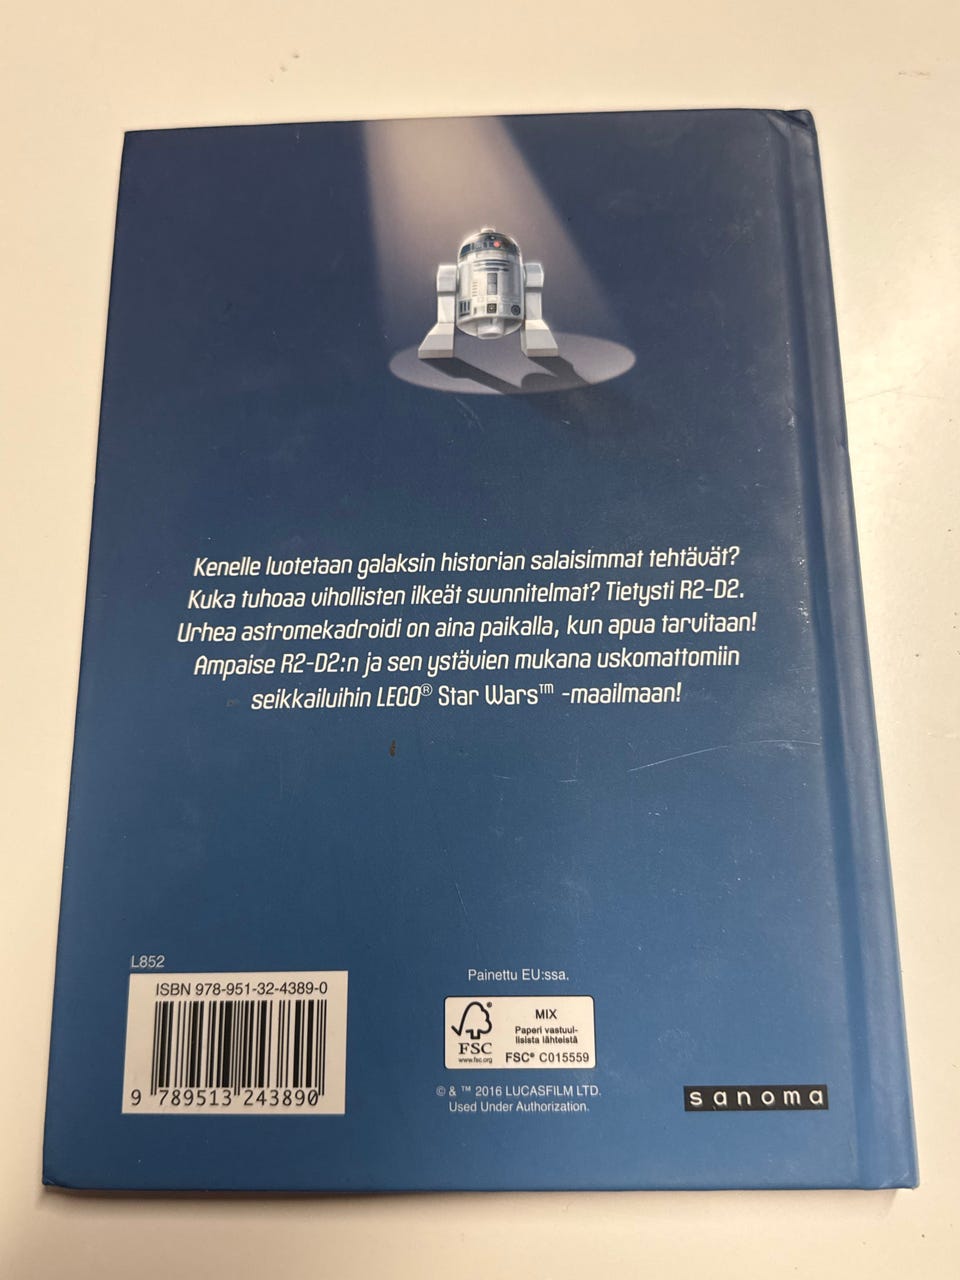 Kenelle luotetaan galaksin historian salaisimmat tehtävät?
Kuka tuhoaa vihollisten ilkeät suunnitelmat? Tietysti R2-D2.
Urhea astromekadroidi on aina paikalla, kun apua tarvitaan!
Ampaise R2-D2:n ja sen ystävien mukana uskomattomiin
seikkailuihin LEGO® Star Wars™ -maailmaan!
L852
ISBN 978-951-32-4389-0
9 789513 243890
Painettu EU:ssa.
FSC®
www.fsc.org
MIX
Paperi vastuul-
lisista lähteistä
FSC® C015559
© & ™ 2016 LUCASFILM LTD.
Used Under Authorization.
sanoma